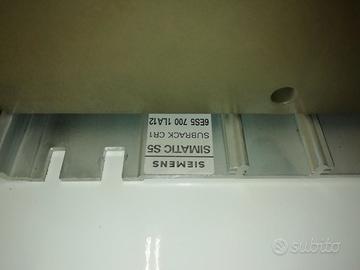 SIEMENS
SIMATIC S5
SUBRACK CR1
6ES5 700 1LA12
subito